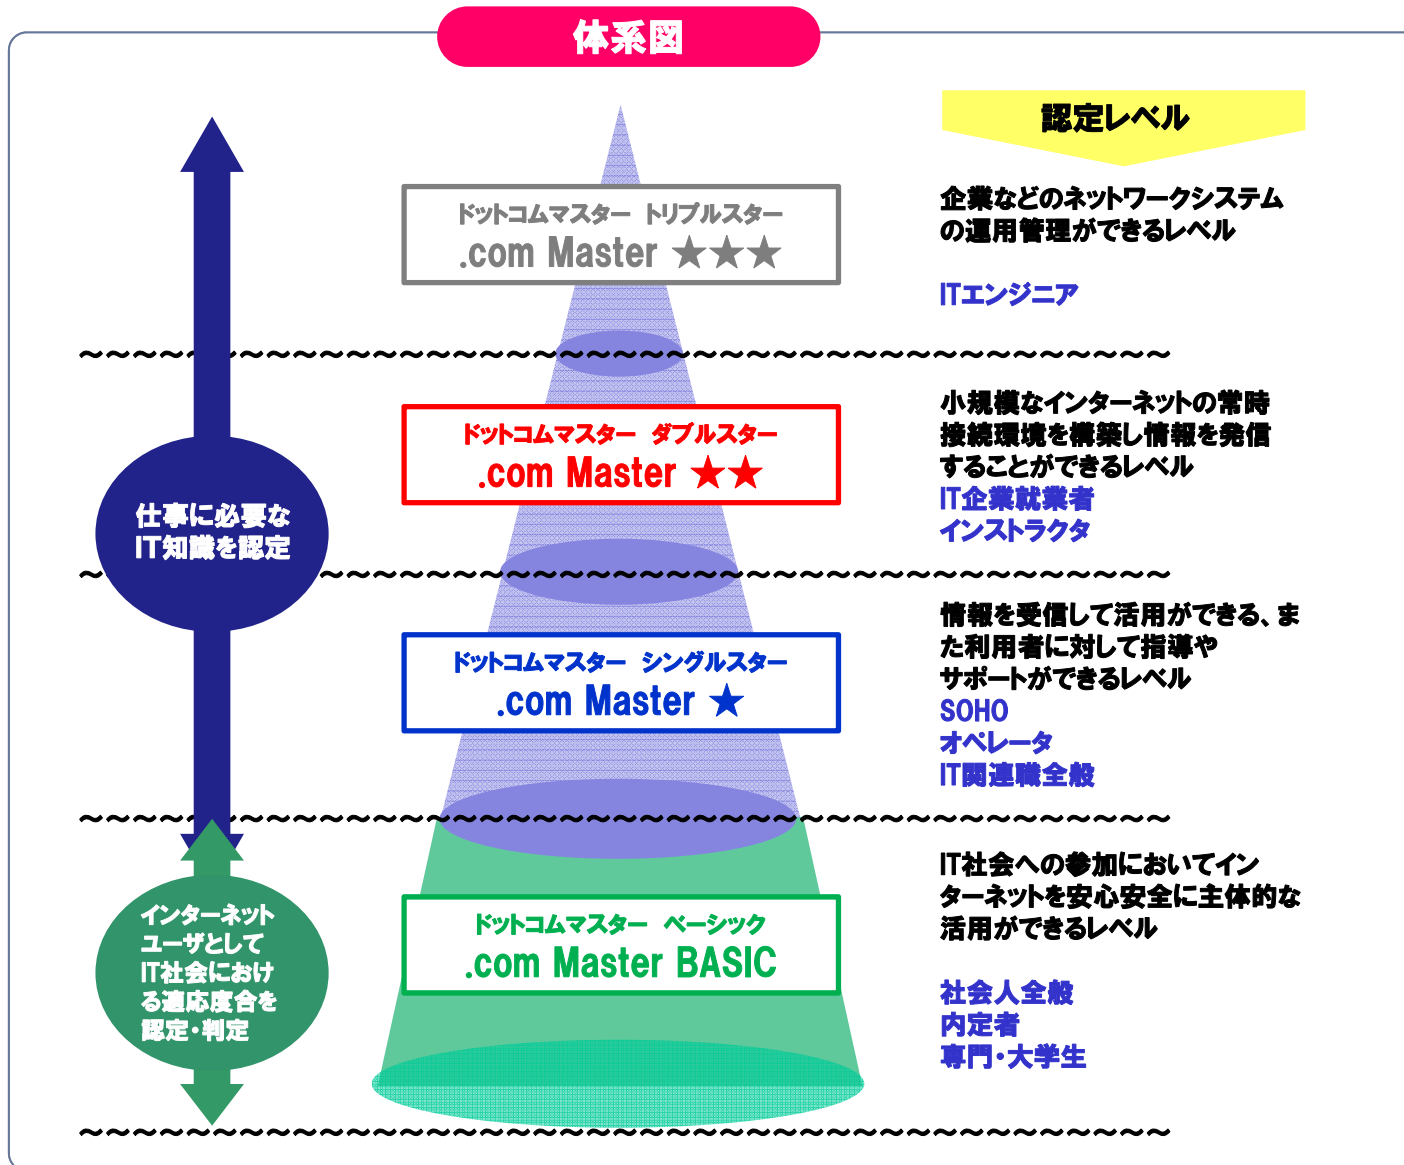 体系図
認定レベル
ドットコムマスター トリプルスター
.com Master ★★★
企業などのネットワークシステム
の運用管理ができるレベル
ITエンジニア
ドットコムマスター ダブルスター
.com Master ★★
小規模なインターネットの常時
接続環境を構築し情報を発信
することができるレベル
IT企業就業者
インストラクタ
仕事に必要な
IT知識を認定
ドットコムマスター シングルスター
.com Master ★
情報を受信して活用ができる、ま
た利用者に対して指導や
サポートができるレベル
SOHO
オペレータ
IT関連職全般
インターネット
ユーザとして
IT社会におけ
る適応度合を
認定・判定
ドットコムマスター ベーシック
.com Master BASIC
IT社会への参加においてイン
ターネットを安心安全に主体的な
活用ができるレベル
社会人全般
内定者
専門・大学生